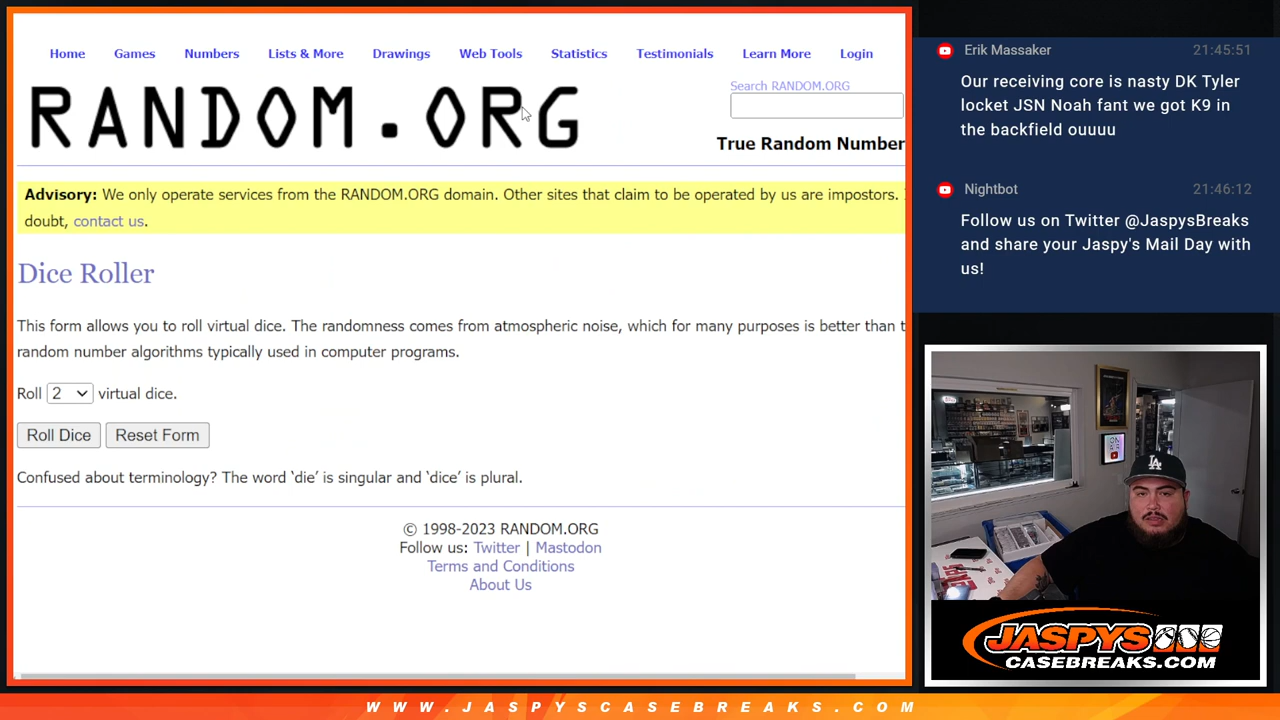 Home Games Numbers Lists & More Drawings Web Tools Statistics Testimonials Learn More Login
RANDOM.ORG
Search RANDOM.ORG
True Random Number
Advisory: We only operate services from the RANDOM.ORG domain. Other sites that claim to be operated by us are impostors.
doubt, contact us.
Dice Roller
This form allows you to roll virtual dice. The randomness comes from atmospheric noise, which for many purposes is better than t
random number algorithms typically used in computer programs.
Roll 2 virtual dice.
Roll Dice Reset Form
Confused about terminology? The word ‘die’ is singular and ‘dice’ is plural.
© 1998-2023 RANDOM.ORG
Follow us: Twitter | Mastodon
Terms and Conditions
About Us
Erik Massaker 21:45:51
Our receiving core is nasty DK Tyler
locket JSN Noah fant we got K9 in
the backfield ouuuu
Nightbot 21:46:12
Follow us on Twitter @JaspysBreaks
and share your Jaspy's Mail Day with
us!
LA
JASPYS
CASEBREAKS.COM
WWW.JASPYSCASEBREAKS.COM